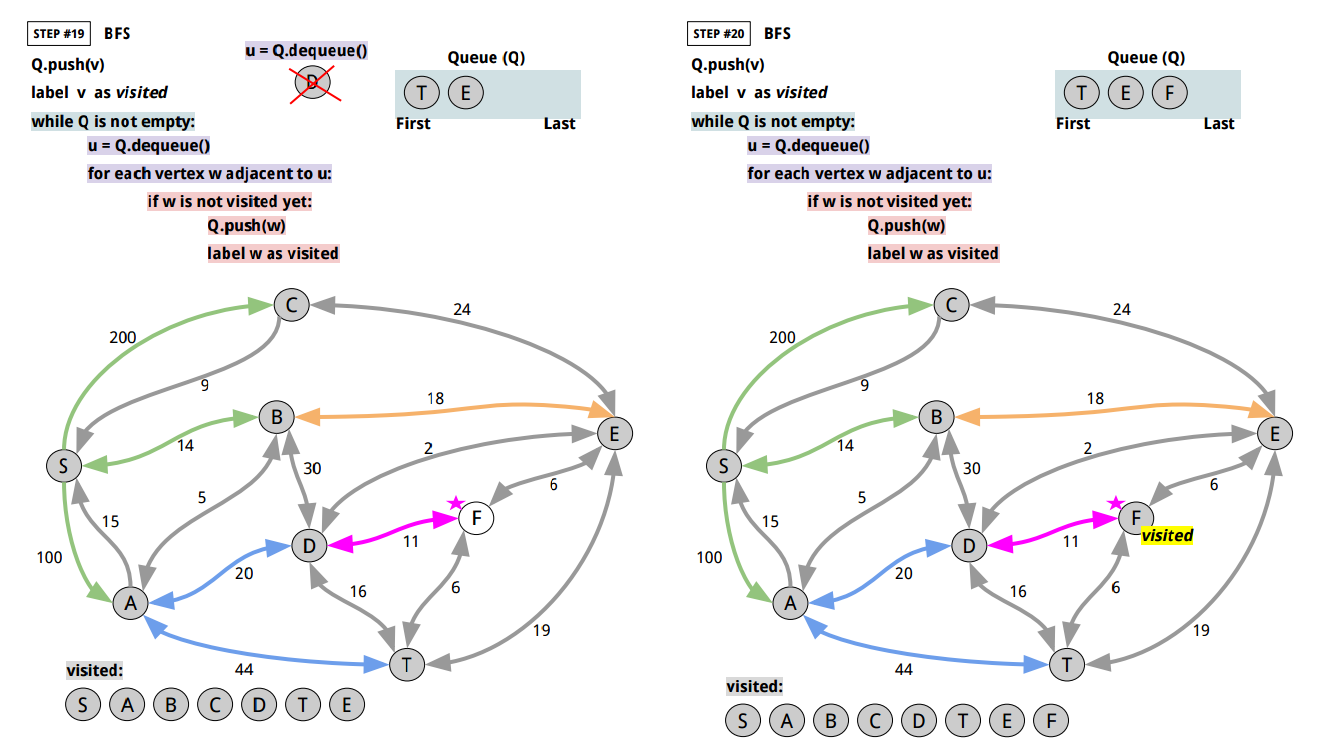 STEP #19 BFS
Q.push(v)
label v as visited
while Q is not empty:
u = Q.dequeue()
for each vertex w adjacent to u:
if w is not visited yet:
Q.push(w)
label w as visited
u = Q.dequeue()
D
Queue (Q)
T E
First Last
C
200
24
9
B
18
14
S
E
2
30
6
5
F
15
D
11
100
20
16
6
A
19
44
T
visited:
S A B C D T E
STEP #20 BFS
Q.push(v)
label v as visited
while Q is not empty:
u = Q.dequeue()
for each vertex w adjacent to u:
if w is not visited yet:
Q.push(w)
label w as visited
Queue (Q)
T E F
First Last
C
200
24
9
B
18
14
S
E
2
30
6
5
F
visited
15
D
11
100
20
16
6
A
19
44
T
visited:
S A B C D T E F